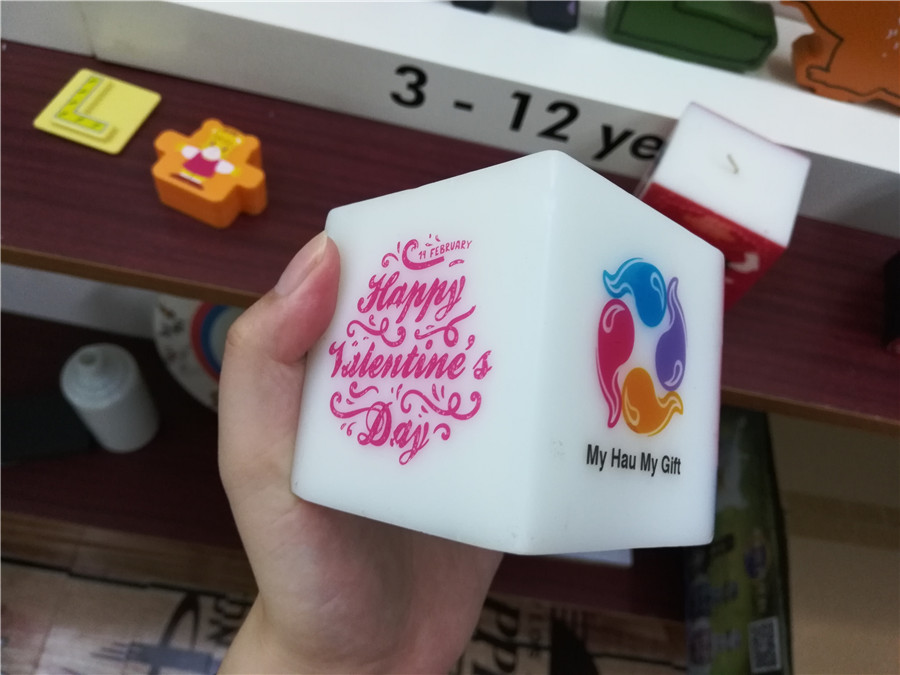 3 - 12 ye
L
14 FEBRUARY
Happy
Valentine's
Day
My Hau My Gift